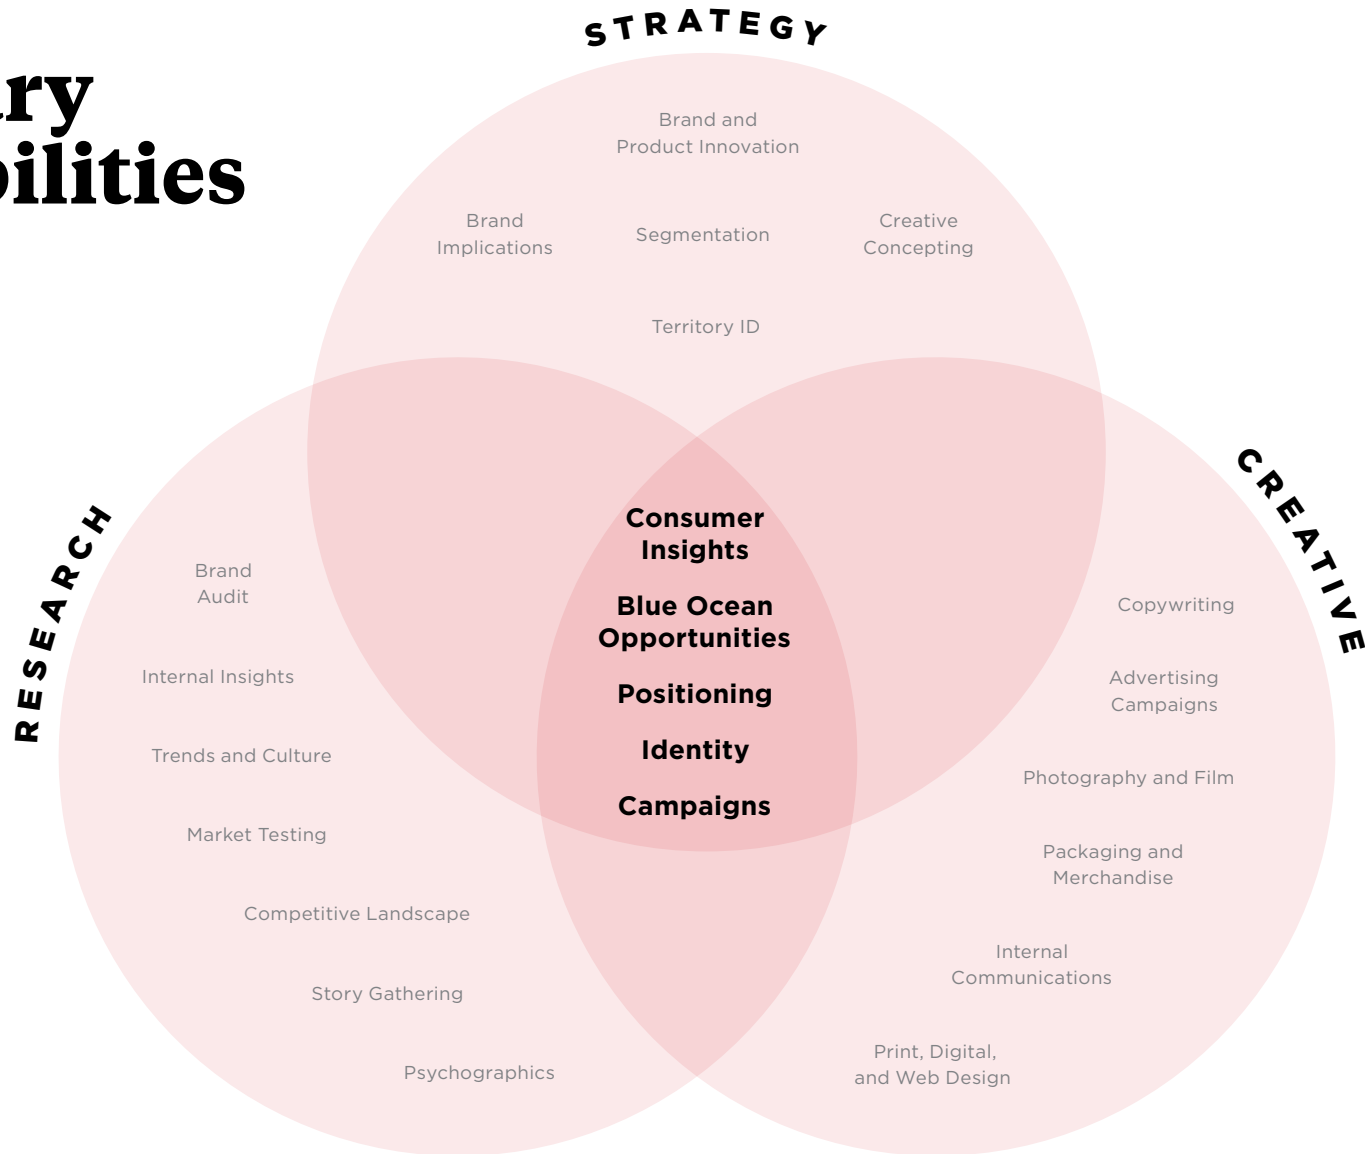 STRATEGY
Brand and
Product Innovation
Brand
Implications
Segmentation
Creative
Concepting
Territory ID
RESEARCH
Brand
Audit
Internal Insights
Trends and Culture
Market Testing
Competitive Landscape
Story Gathering
Psychographics
Consumer
Insights
Blue Ocean
Opportunities
Positioning
Identity
Campaigns
CREATIVE
Copywriting
Advertising
Campaigns
Photography and Film
Packaging and
Merchandise
Internal
Communications
Print, Digital,
and Web Design